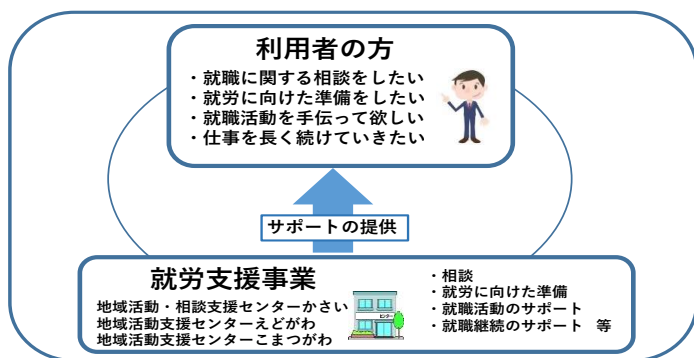 利用者の方
・就職に関する相談をしたい
・就労に向けた準備をしたい
・就職活動を手伝って欲しい
・仕事を長く続けていきたい
サポートの提供
就労支援事業
地域活動・相談支援センターかさい
地域活動支援センターえどがわ
地域活動支援センターこまつがわ
センター
・相談
・就労に向けた準備
・就職活動のサポート
・就職継続のサポート 等